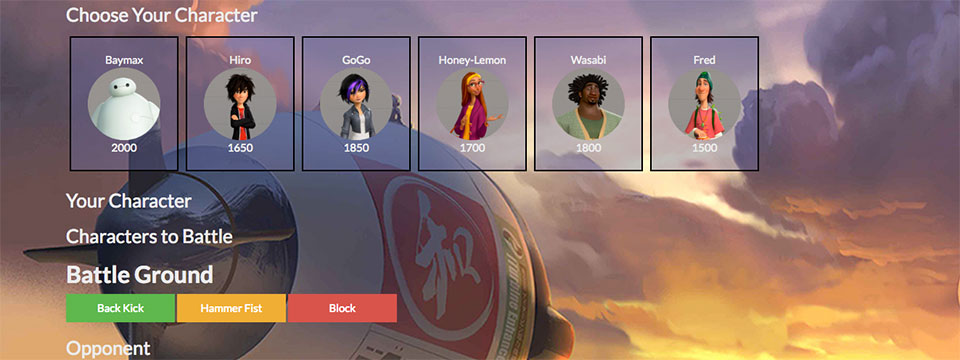 Choose Your Character
Baymax Hiro GoGo Honey-Lemon Wasabi Fred
2000 1650 1850 1700 1800 1500
Your Character
Characters to Battle
Battle Ground
Back Kick Hammer Fist Block
Opponent
和